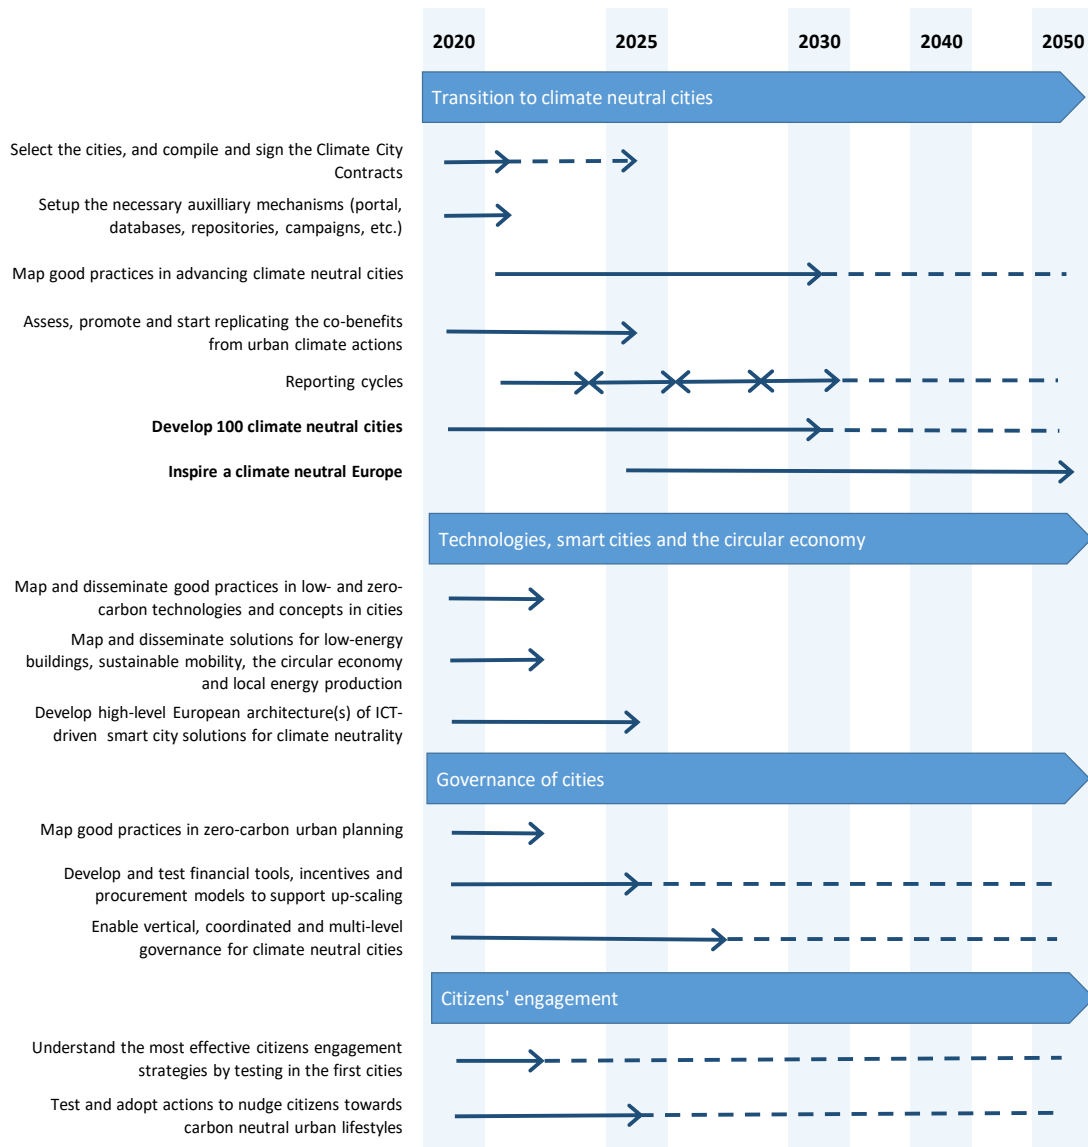 2020 2025 2030 2040 2050
Transition to climate neutral cities
Select the cities, and compile and sign the Climate City
Contracts
Setup the necessary auxilliary mechanisms (portal,
databases, repositories, campaigns, etc.)
Map good practices in advancing climate neutral cities
Assess, promote and start replicating the co-benefits
from urban climate actions
Reporting cycles
Develop 100 climate neutral cities
Inspire a climate neutral Europe
Technologies, smart cities and the circular economy
Map and disseminate good practices in low- and zero-
carbon technologies and concepts in cities
Map and disseminate solutions for low-energy
buildings, sustainable mobility, the circular economy
and local energy production
Develop high-level European architecture(s) of ICT-
driven smart city solutions for climate neutrality
Governance of cities
Map good practices in zero-carbon urban planning
Develop and test financial tools, incentives and
procurement models to support up-scaling
Enable vertical, coordinated and multi-level
governance for climate neutral cities
Citizens' engagement
Understand the most effective citizens engagement
strategies by testing in the first cities
Test and adopt actions to nudge citizens towards
carbon neutral urban lifestyles